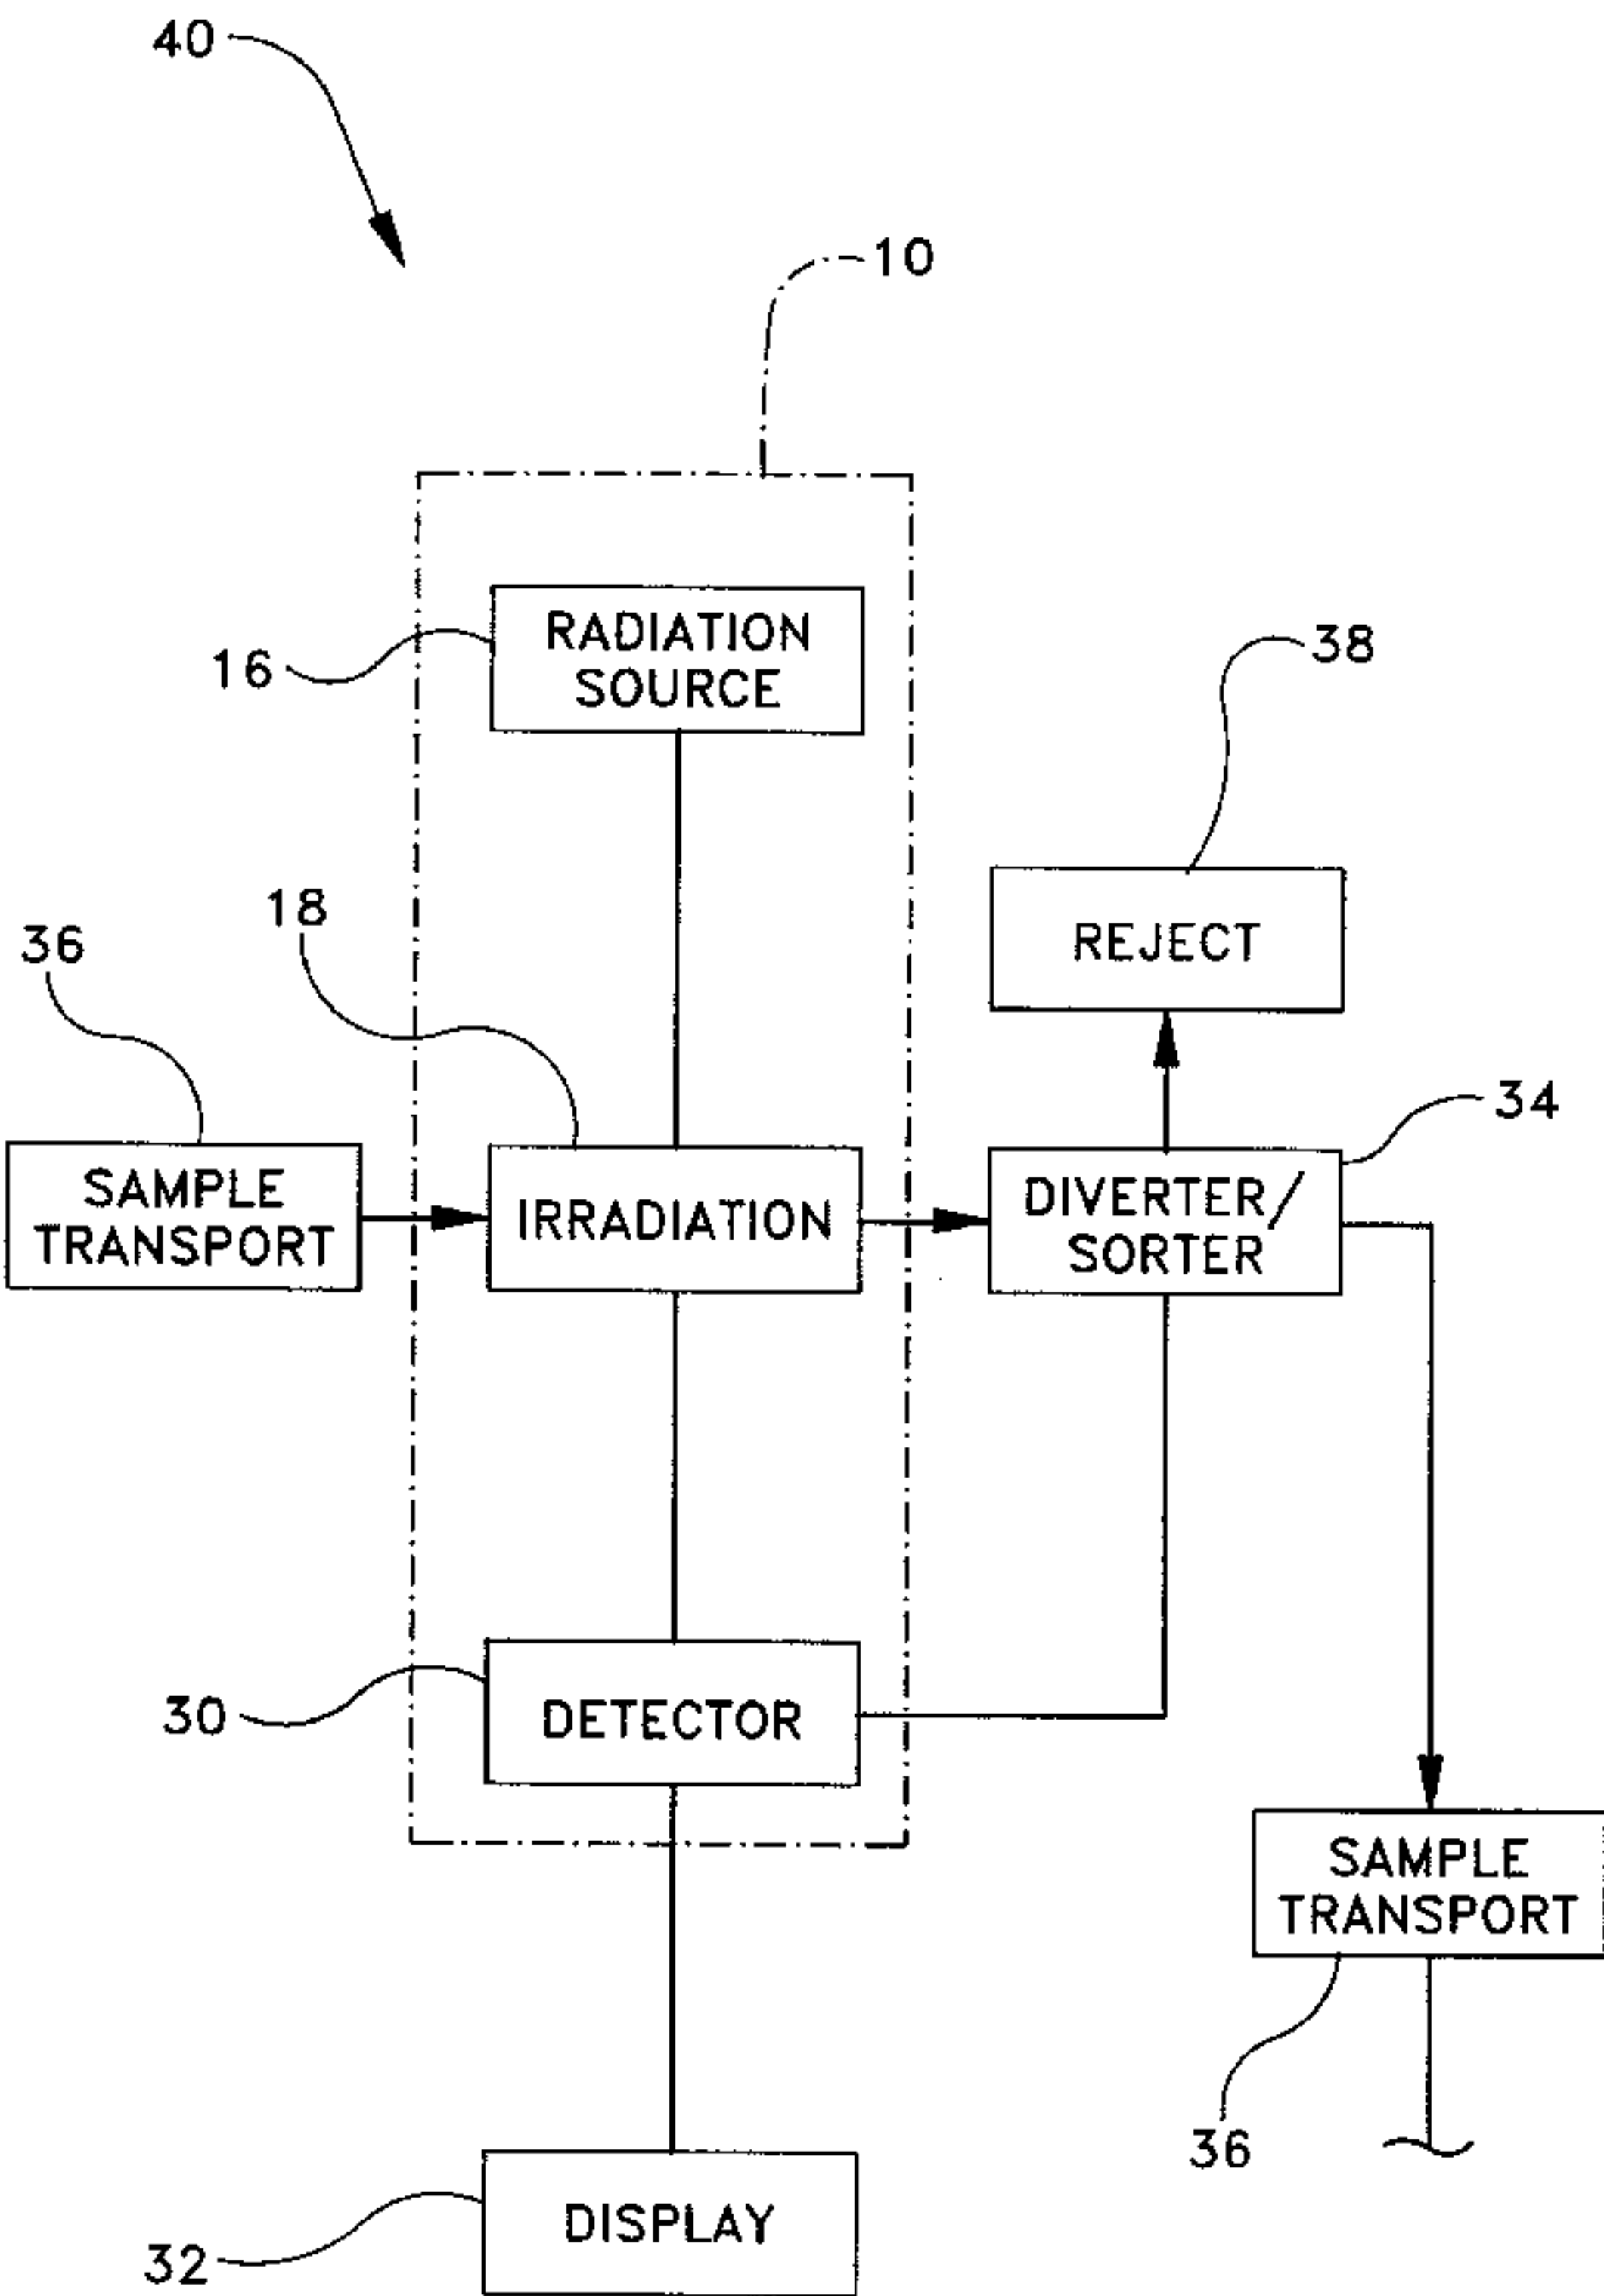 40
10
RADIATION
SOURCE
16
38
18
36
REJECT
34
SAMPLE
TRANSPORT
IRRADIATION
DIVERTER/
SORTER
30
DETECTOR
SAMPLE
TRANSPORT
36
DISPLAY
32